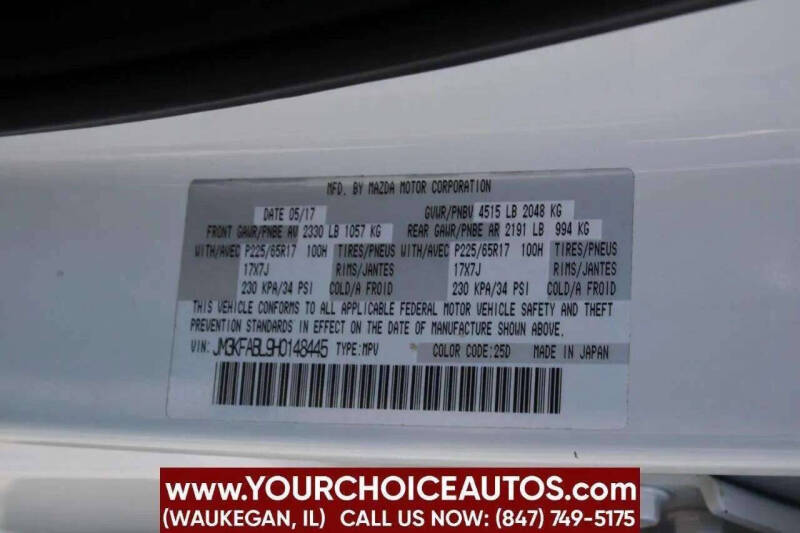 MFD. BY MAZDA MOTOR CORPORATION
DATE 05/17 GVWR/PNBV 4515 LB 2048 KG
FRONT GAWR/PNBE AV 2330 LB 1057 KG REAR GAWR/PNBE AR 2191 LB 994 KG
WITH/AVEC P225/65R17 100H TIRES/PNEUS WITH/AVEC P225/65R17 100H TIRES/PNEUS
17X7J RIMS/JANTES 17X7J RIMS/JANTES
230 KPA/34 PSI COLD/A FROID 230 KPA/34 PSI COLD/A FROID
THIS VEHICLE CONFORMS TO ALL APPLICABLE FEDERAL MOTOR VEHICLE SAFETY AND THEFT
PREVENTION STANDARDS IN EFFECT ON THE DATE OF MANUFACTURE SHOWN ABOVE.
VIN: JM3KFABL9H0148445 TYPE:MPV COLOR CODE:25D MADE IN JAPAN
WWW.YOURCHOICEAUTOS.COM
(WAUKEGAN, IL) CALL US NOW: (847) 749-5175